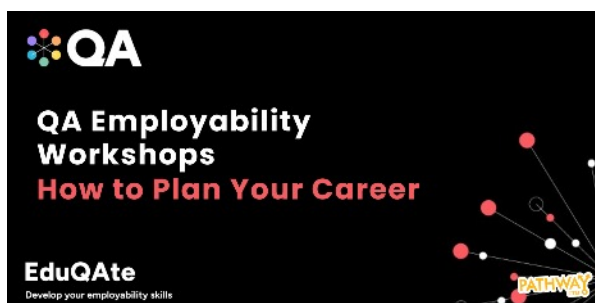 QA
QA Employability
Workshops
How to Plan Your Career
EduQAte
Develop your employability skills
PATHWAY